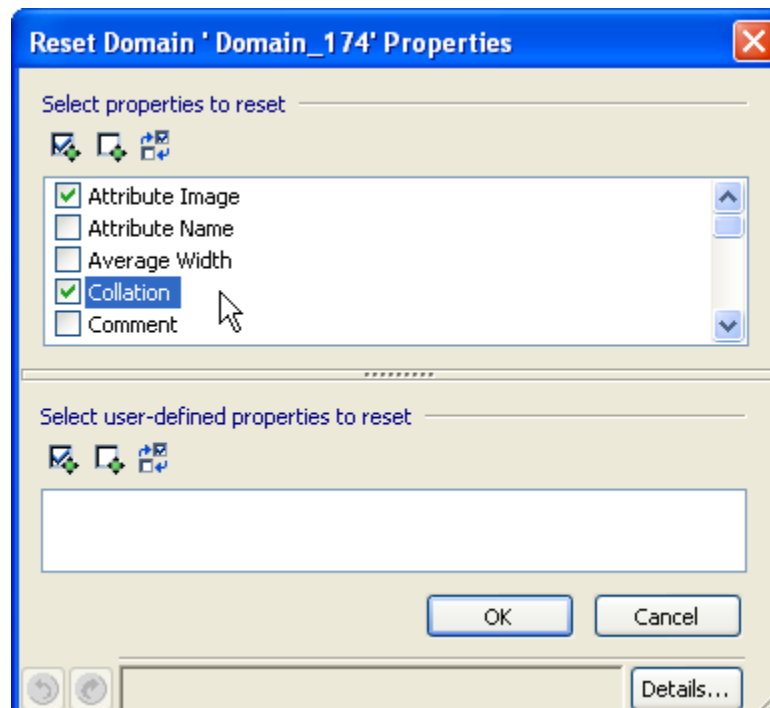 Reset Domain ' Domain_174' Properties
Select properties to reset
Attribute Image
Attribute Name
Average Width
Collation
Comment
Select user-defined properties to reset
OK Cancel
Details...